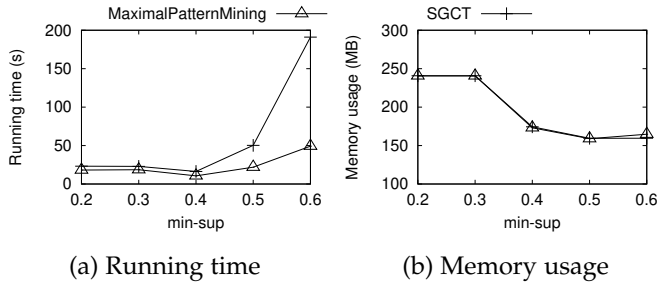 MaximalPatternMining SGCT
Running time (s)
200
150
100
50
0
0.2 0.3 0.4 0.5 0.6
min-sup
Memory usage (MB)
300
250
200
150
100
0.2 0.3 0.4 0.5 0.6
min-sup
(a) Running time
(b) Memory usage